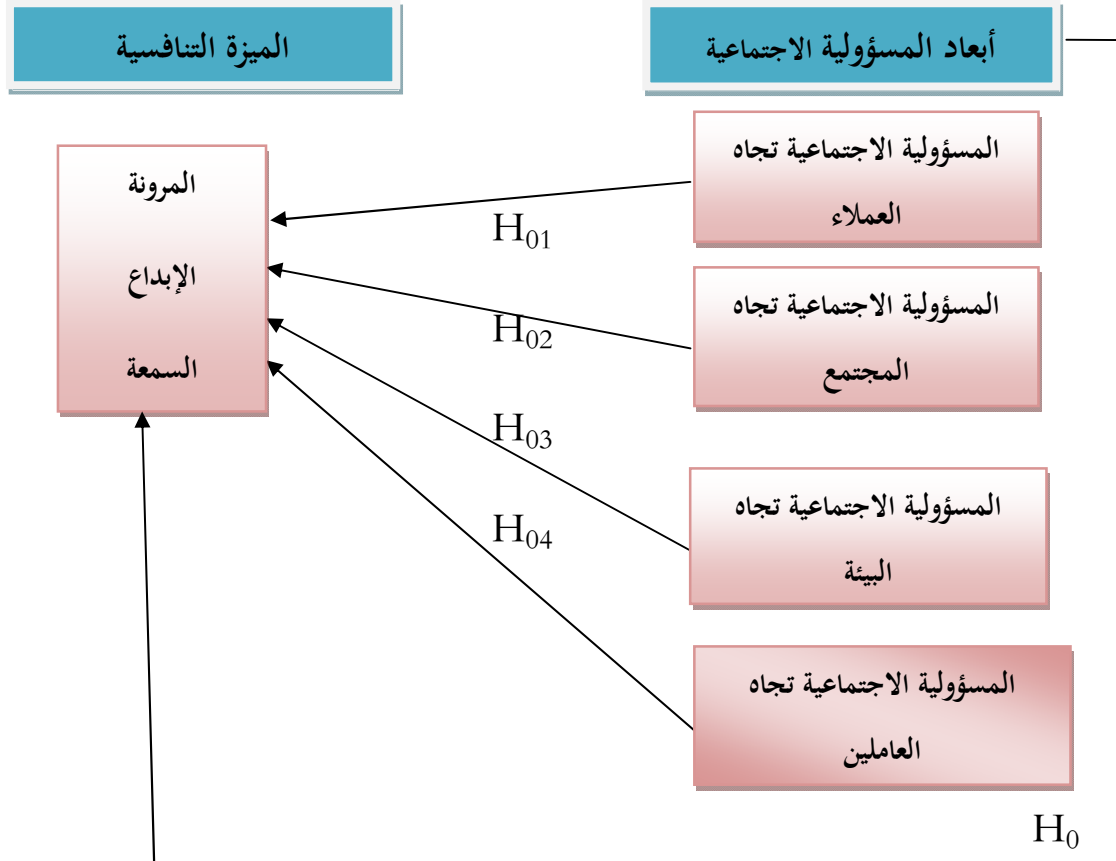 أبعاد المسؤولية الاجتماعية
الميزة التنافسية
المسؤولية الاجتماعية تجاه
العملاء
المسؤولية الاجتماعية تجاه
المجتمع
المسؤولية الاجتماعية تجاه
البيئة
المسؤولية الاجتماعية تجاه
العاملين
H01
H02
H03
H04
المرونة
الإبداع
السمعة
H0